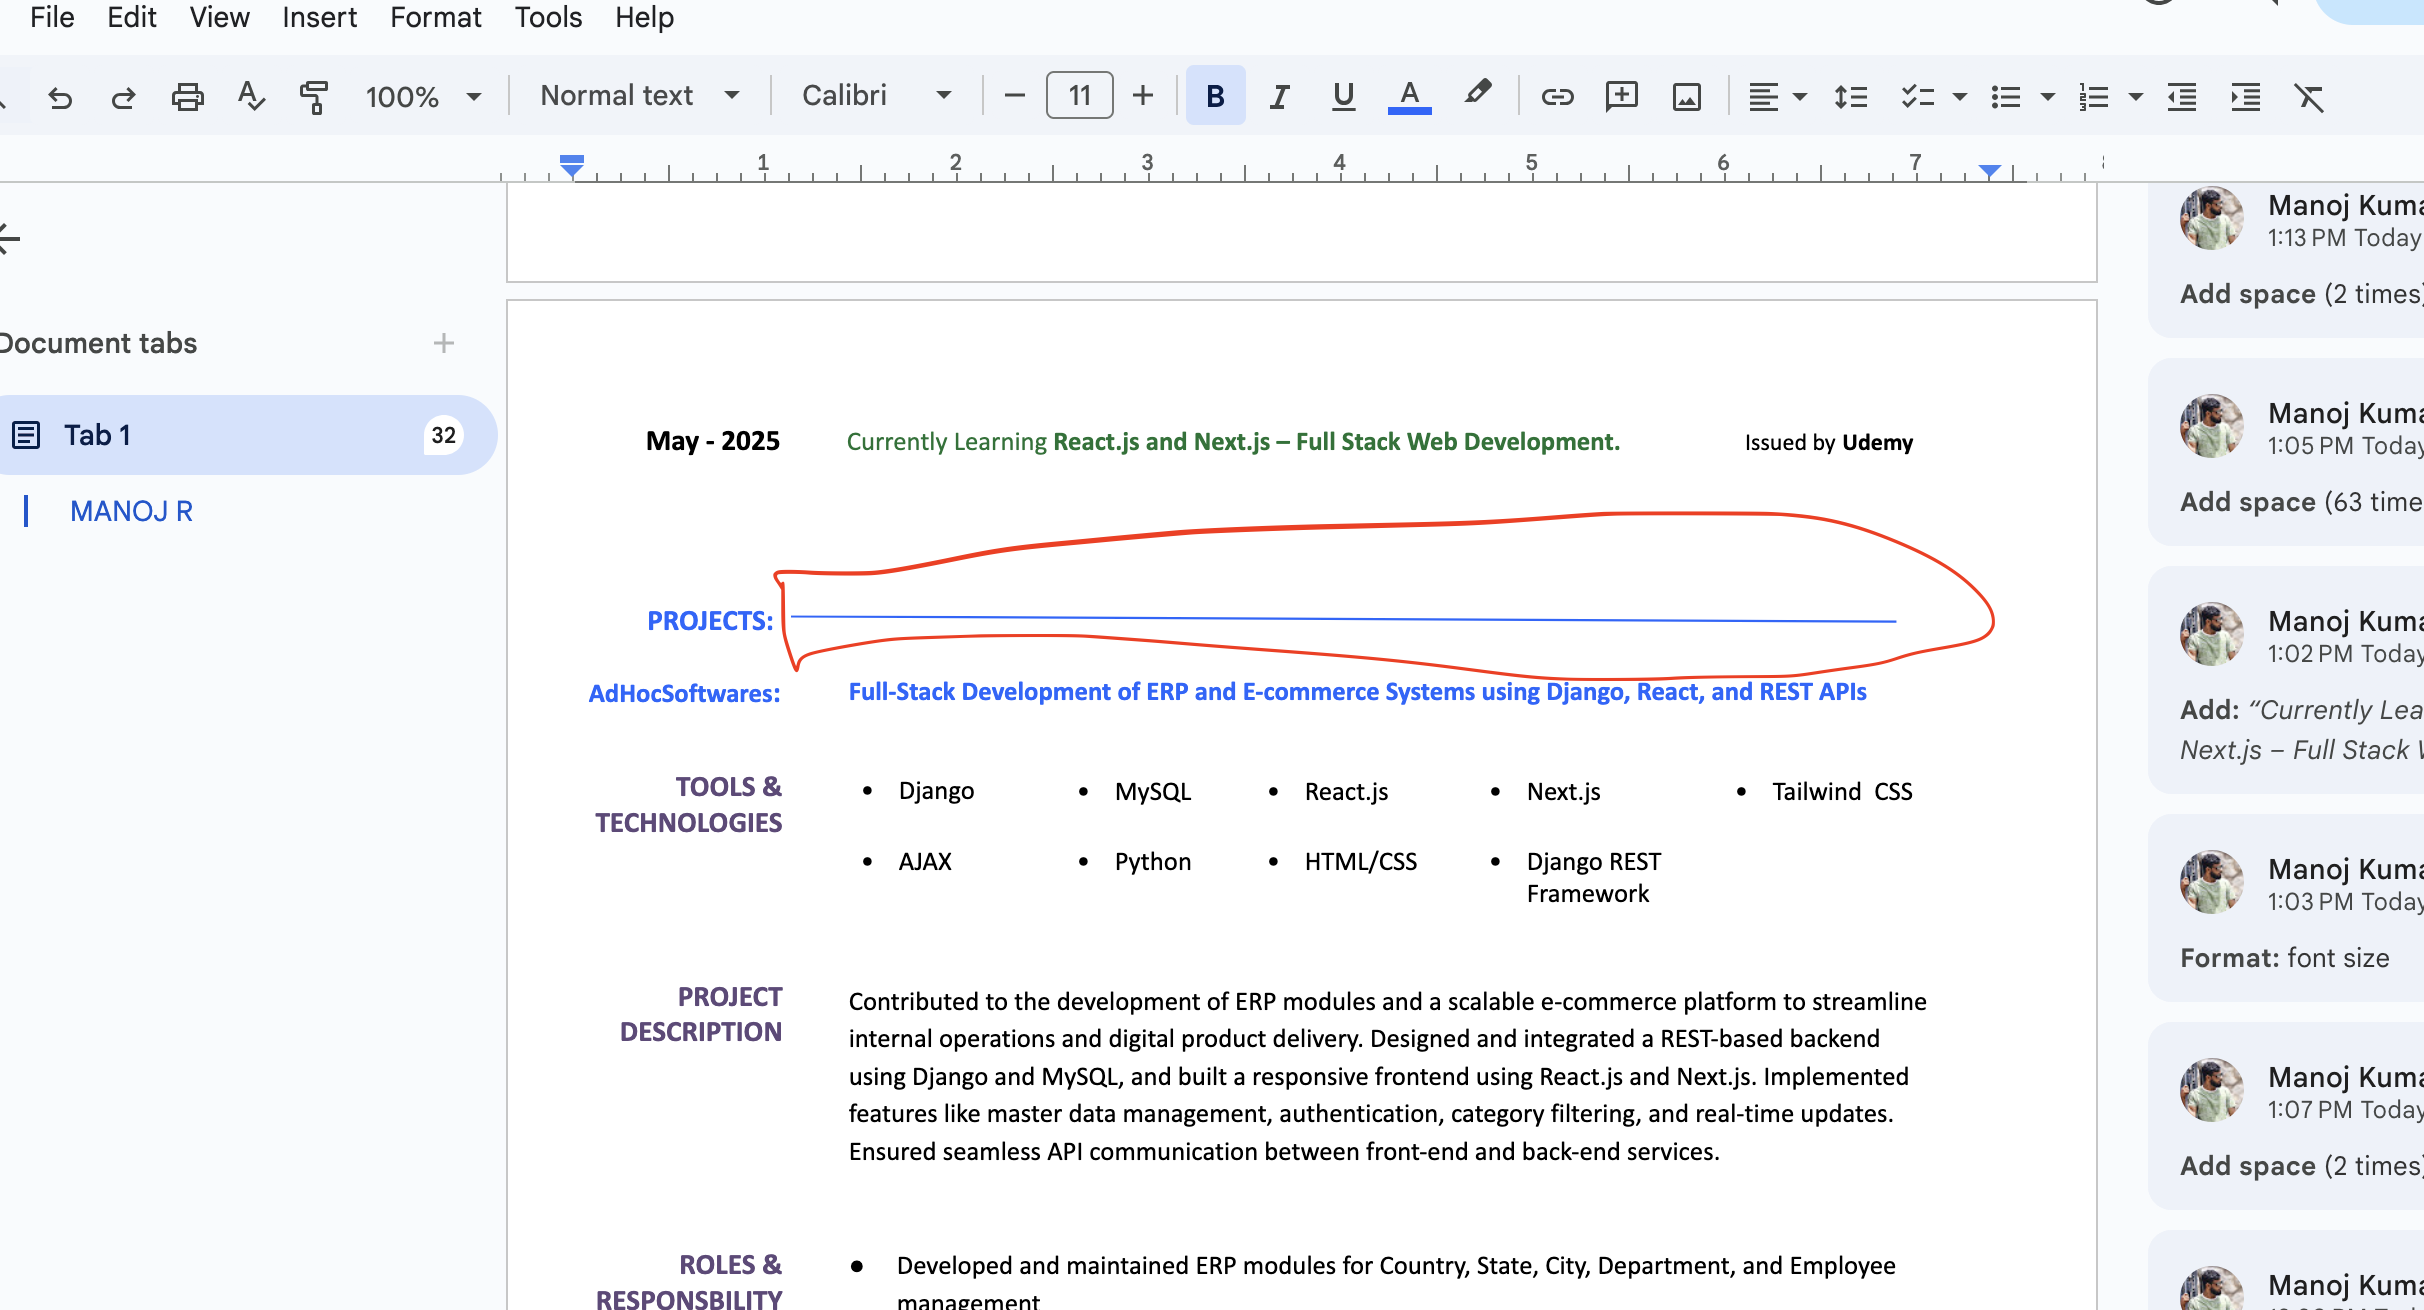 File Edit View Insert Format Tools Help
100% Normal text Calibri 11 B I U A
1 2 3 4 5 6 7
Document tabs
Tab 1 32
MANOJ R
May - 2025 Currently Learning React.js and Next.js – Full Stack Web Development. Issued by Udemy
PROJECTS:
AdHocSoftwares: Full-Stack Development of ERP and E-commerce Systems using Django, React, and REST APIs
TOOLS &
TECHNOLOGIES
• Django • MySQL • React.js • Next.js • Tailwind CSS
• AJAX • Python • HTML/CSS • Django REST
Framework
PROJECT
DESCRIPTION
Contributed to the development of ERP modules and a scalable e-commerce platform to streamline
internal operations and digital product delivery. Designed and integrated a REST-based backend
using Django and MySQL, and built a responsive frontend using React.js and Next.js. Implemented
features like master data management, authentication, category filtering, and real-time updates.
Ensured seamless API communication between front-end and back-end services.
ROLES &
RESPONSBILITY
● Developed and maintained ERP modules for Country, State, City, Department, and Employee
management
Manoj Kuma
1:13 PM Today
Add space (2 times)
Manoj Kuma
1:05 PM Today
Add space (63 time
Manoj Kuma
1:02 PM Today
Add: “Currently Lea
Next.js – Full Stack
Manoj Kuma
1:03 PM Today
Format: font size
Manoj Kuma
1:07 PM Today
Add space (2 times)
Manoj Kuma